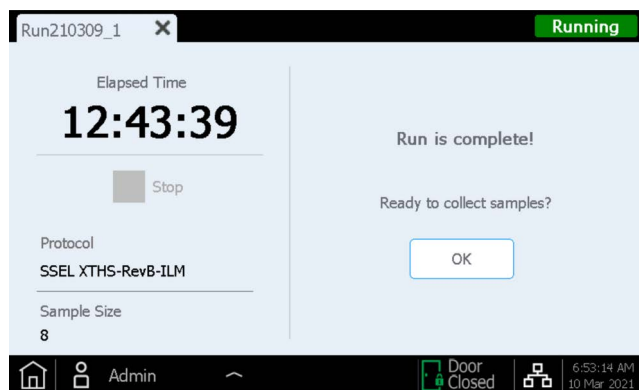 Run210309_1
Running
Elapsed Time
12:43:39
Stop
Protocol
SSEL XTHS-RevB-ILM
Sample Size
8
Run is complete!
Ready to collect samples?
OK
Admin
Door
Closed
6:53:14 AM
10 Mar 2021